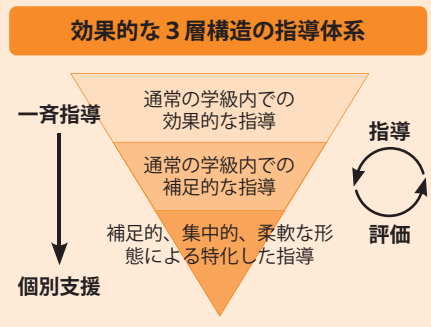 効果的な３層構造の指導体系
一斉指導
通常の学級内での
効果的な指導
通常の学級内での
補足的な指導
補足的、集中的、柔軟な形
態による特化した指導
個別支援
指導
評価